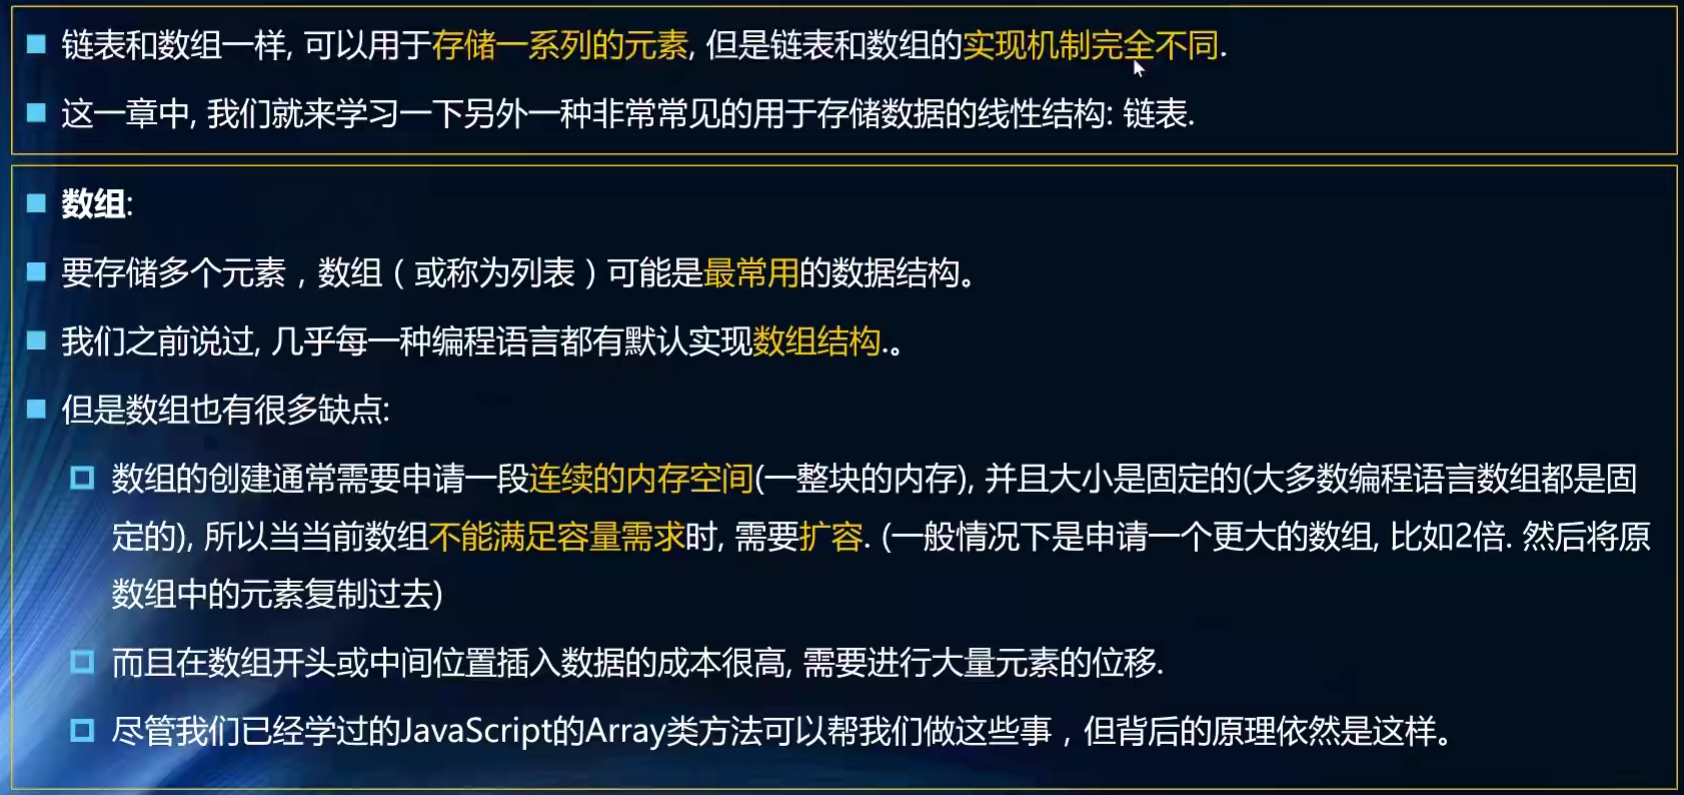 链表和数组一样, 可以用于存储一系列的元素, 但是链表和数组的实现机制完全不同.
这一章中, 我们就来学习一下另外一种非常常见的用于存储数据的线性结构: 链表.
数组:
要存储多个元素，数组（或称为列表）可能是最常用的数据结构。
我们之前说过, 几乎每一种编程语言都有默认实现数组结构.。
但是数组也有很多缺点:
数组的创建通常需要申请一段连续的内存空间(一整块的内存), 并且大小是固定的(大多数编程语言数组都是固
定的), 所以当当前数组不能满足容量需求时, 需要扩容. (一般情况下是申请一个更大的数组, 比如2倍. 然后将原
数组中的元素复制过去)
而且在数组开头或中间位置插入数据的成本很高, 需要进行大量元素的位移.
尽管我们已经学过的JavaScript的Array类方法可以帮我们做这些事，但背后的原理依然是这样。